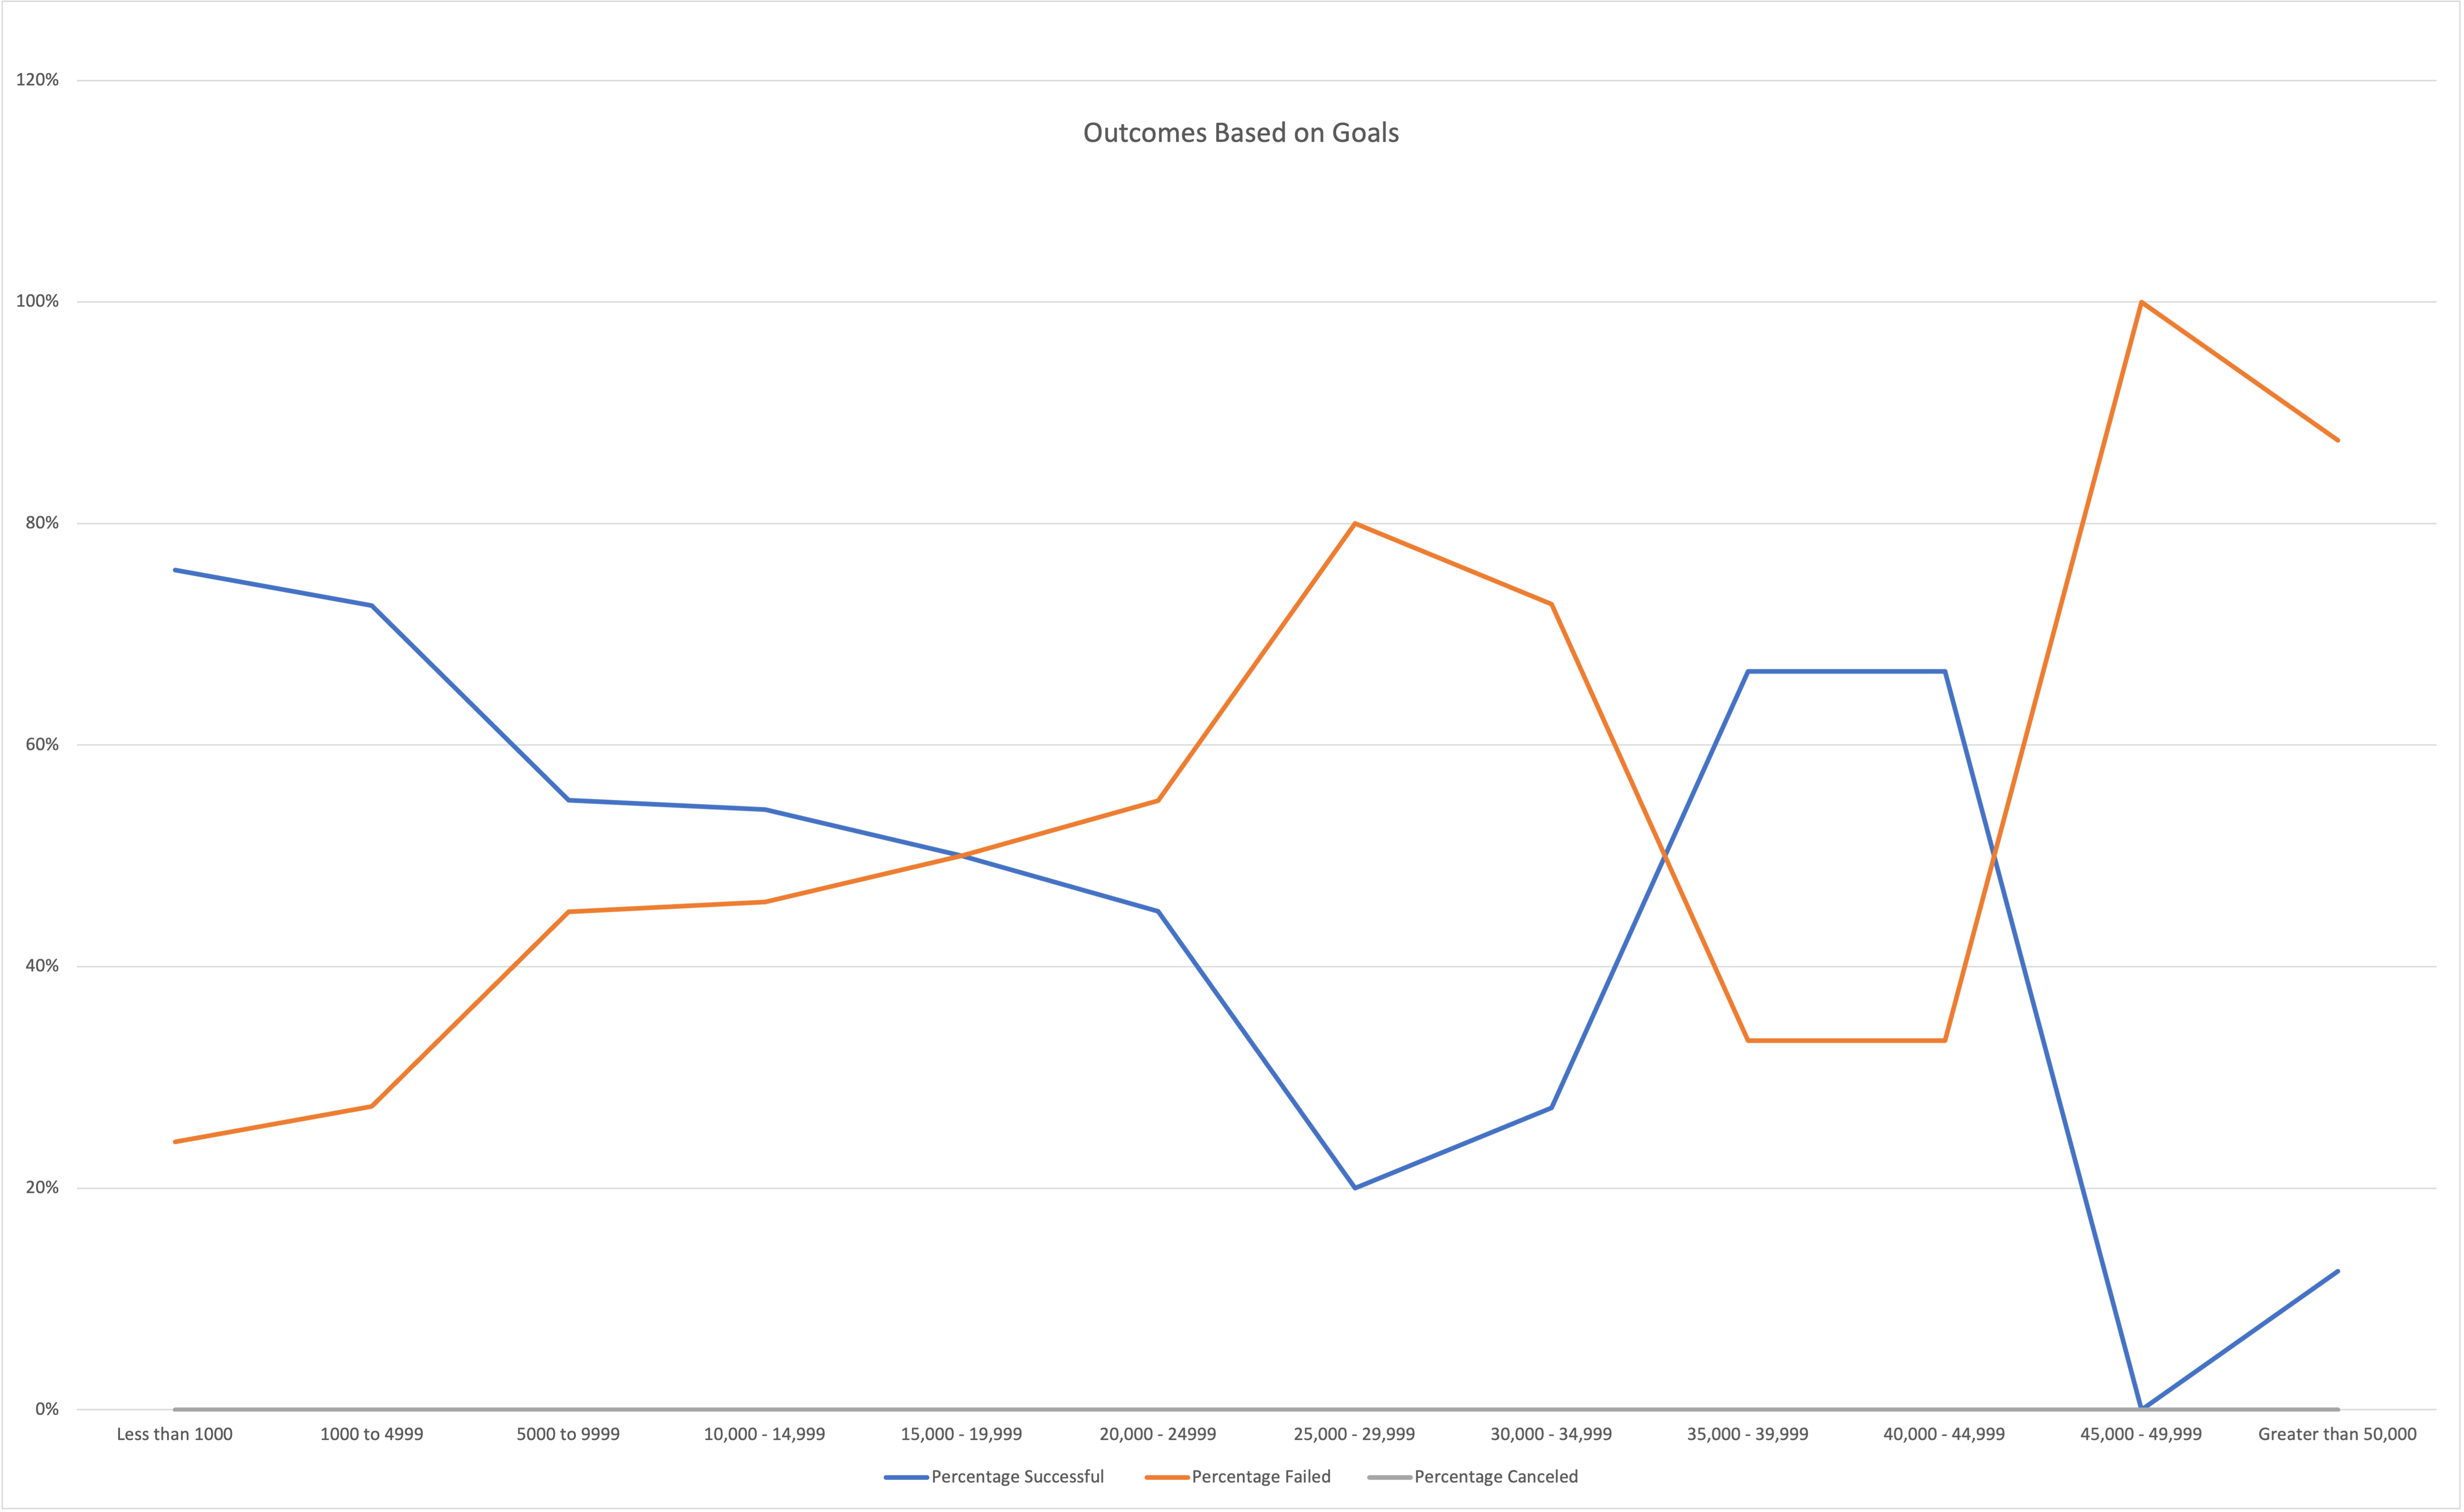 Outcomes Based on Goals
120%
100%
80%
60%
40%
20%
0%
Less than 1000
1000 to 4999
5000 to 9999
10,000 - 14,999
15,000 - 19,999
20,000 - 24999
25,000 - 29,999
30,000 - 34,999
35,000 - 39,999
40,000 - 44,999
45,000 - 49,999
Greater than 50,000
Percentage Successful
Percentage Failed
Percentage Canceled